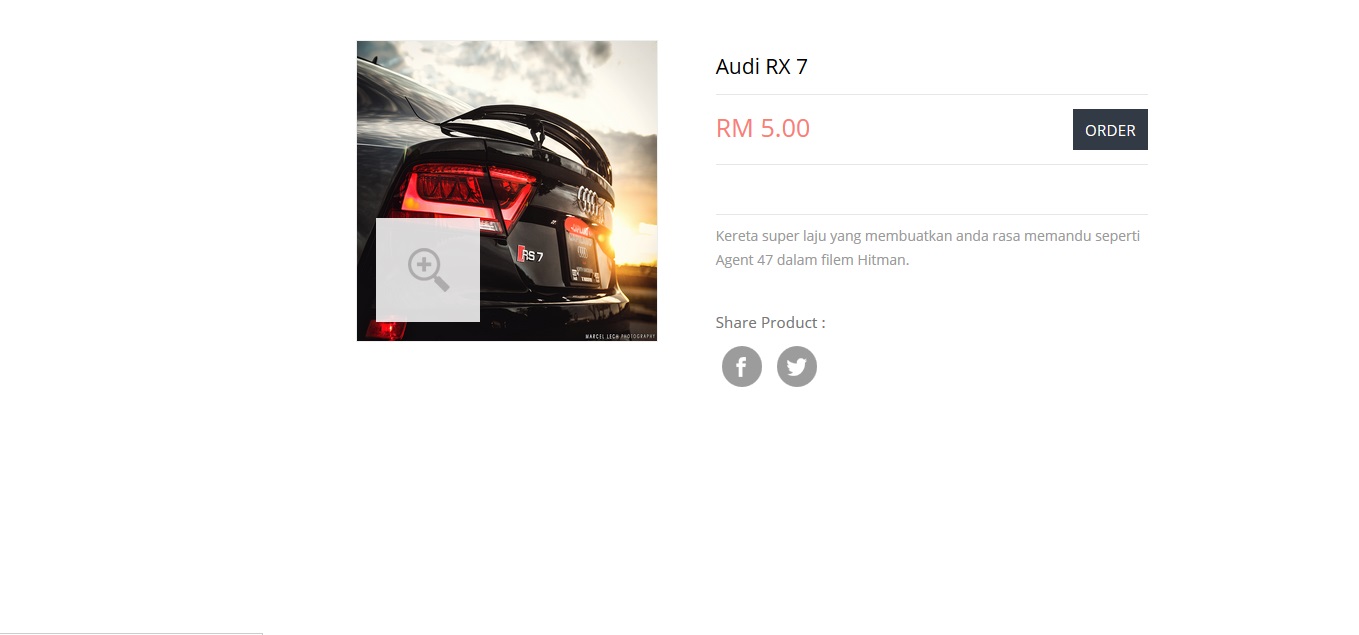 Audi RX 7
RM 5.00
ORDER
RS 7
Kereta super laju yang membuatkan anda rasa memandu seperti
Agent 47 dalam filem Hitman.
MARCEL LECH PHOTOGRAPHY
Share Product :